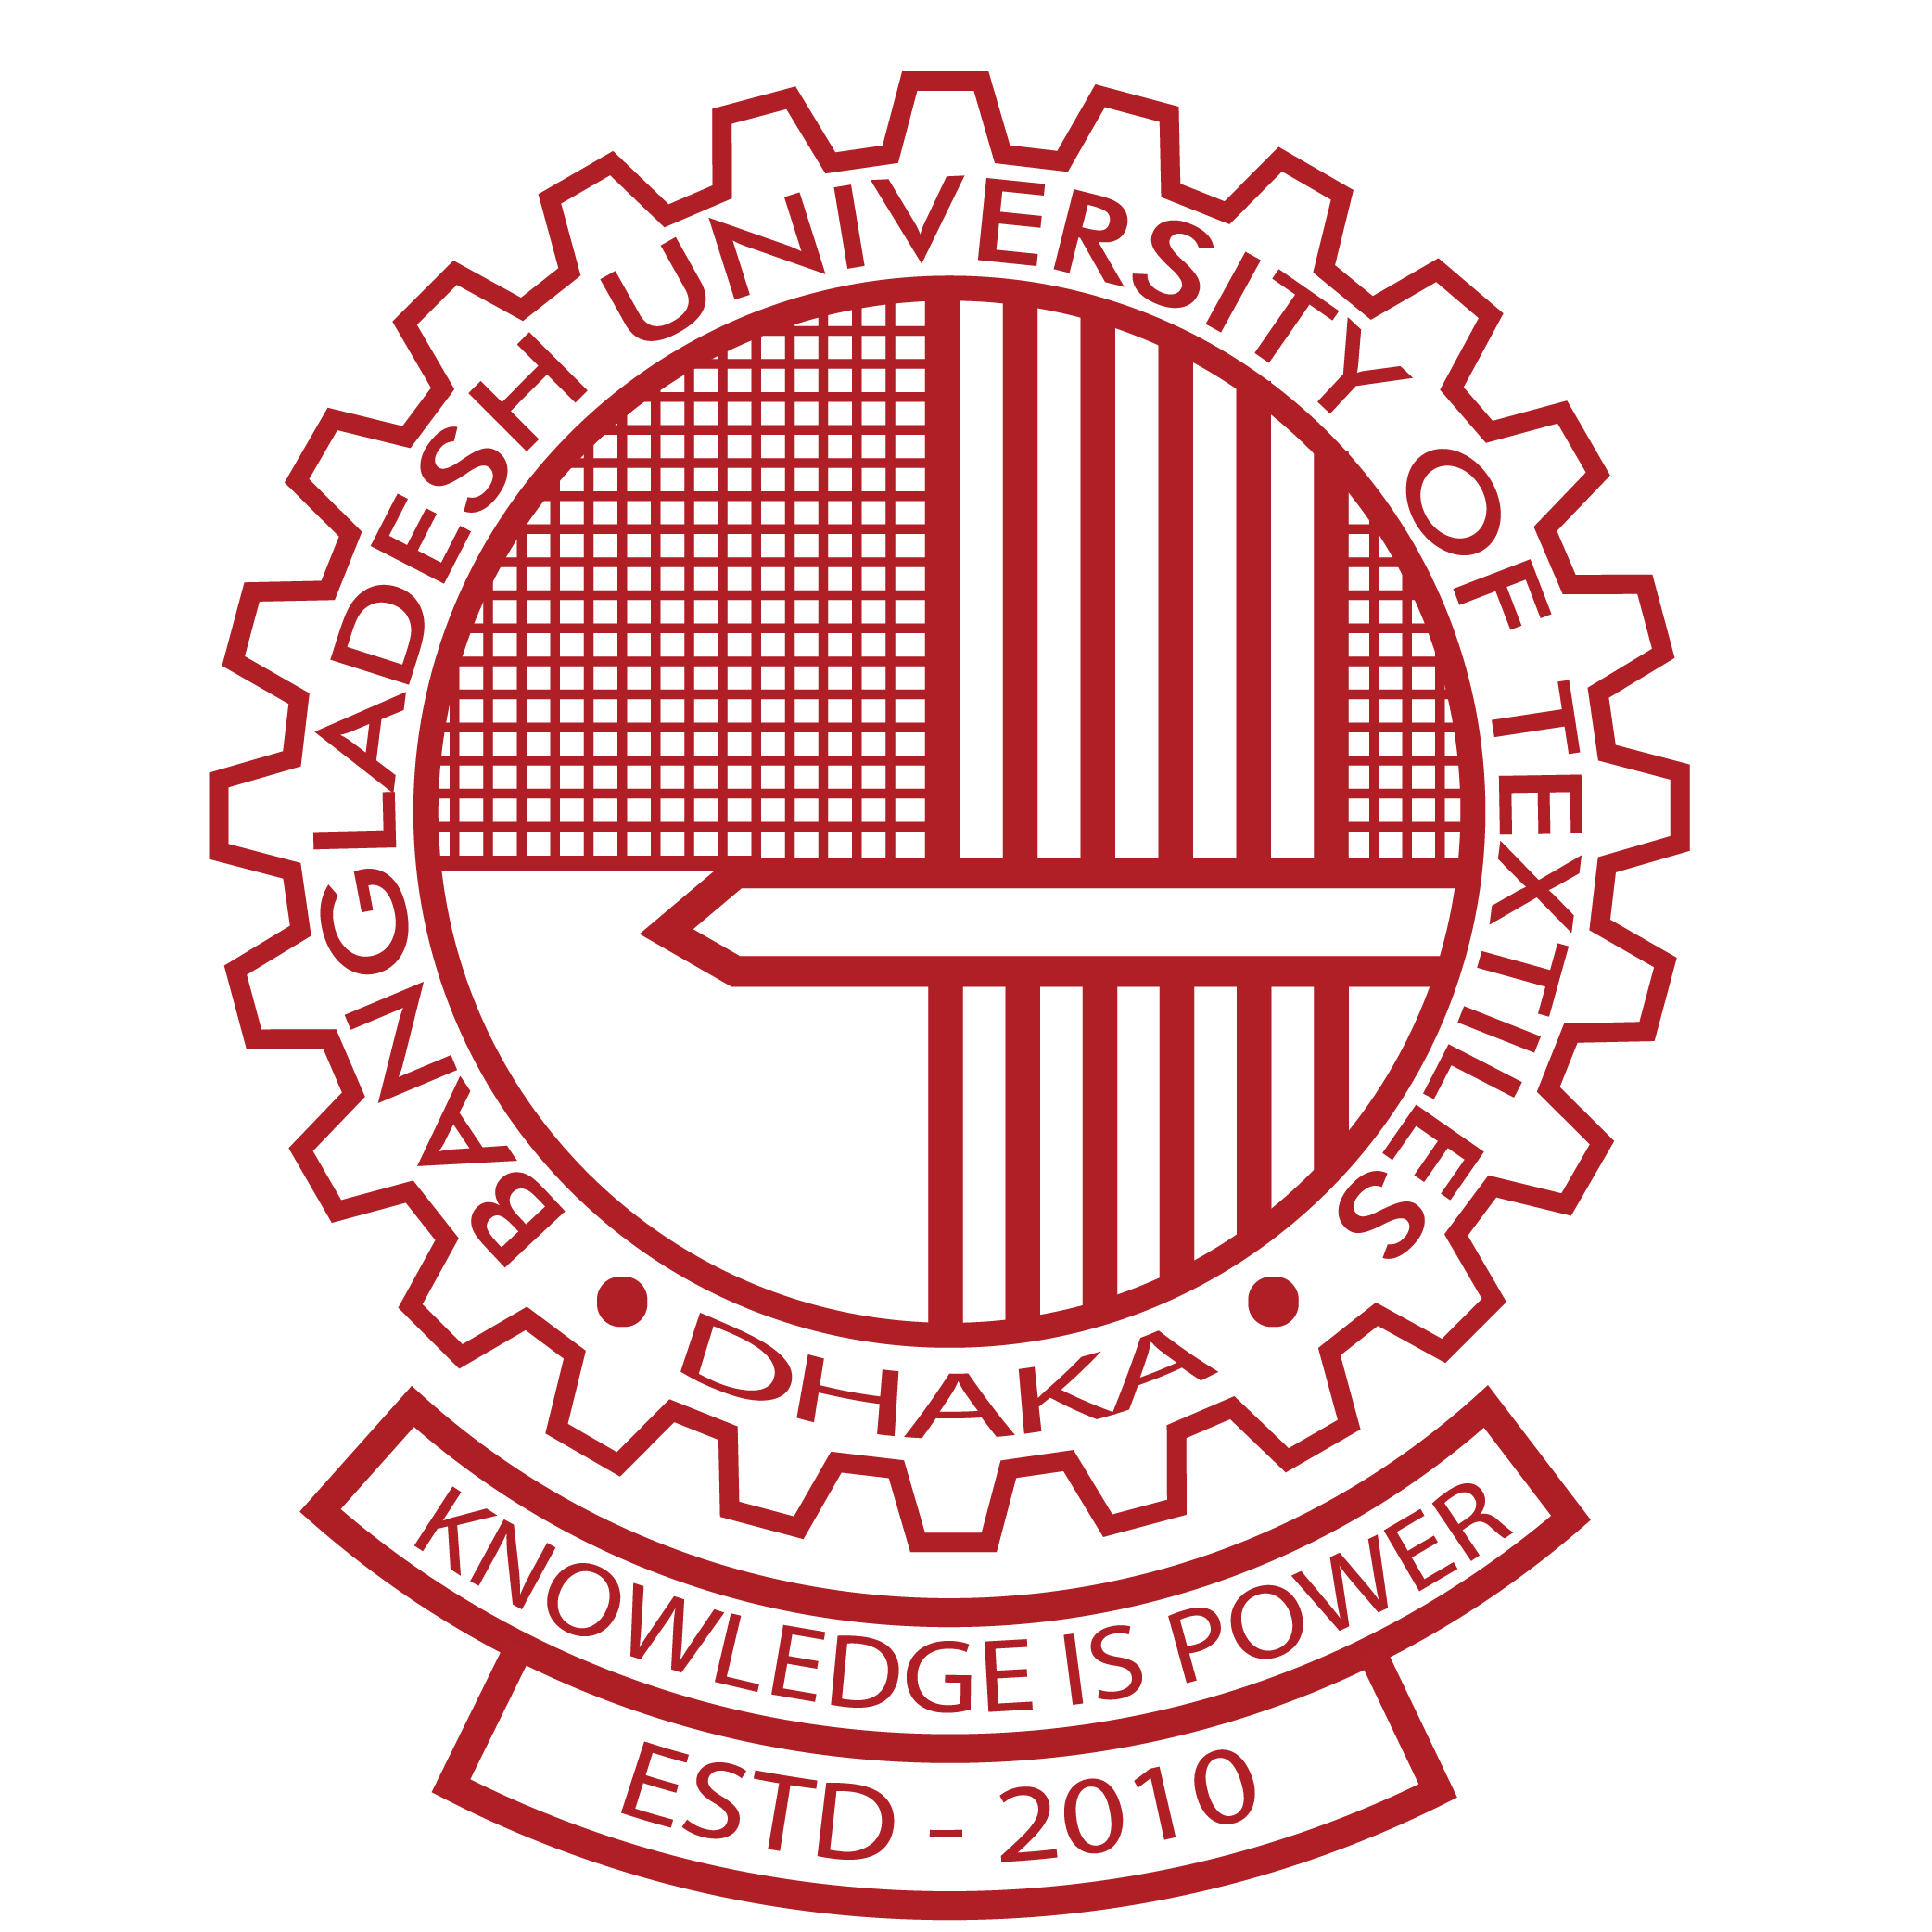 BANGLADESH UNIVERSITY OF TEXTILES
DHAKA
KNOWLEDGE IS POWER
ESTD - 2010